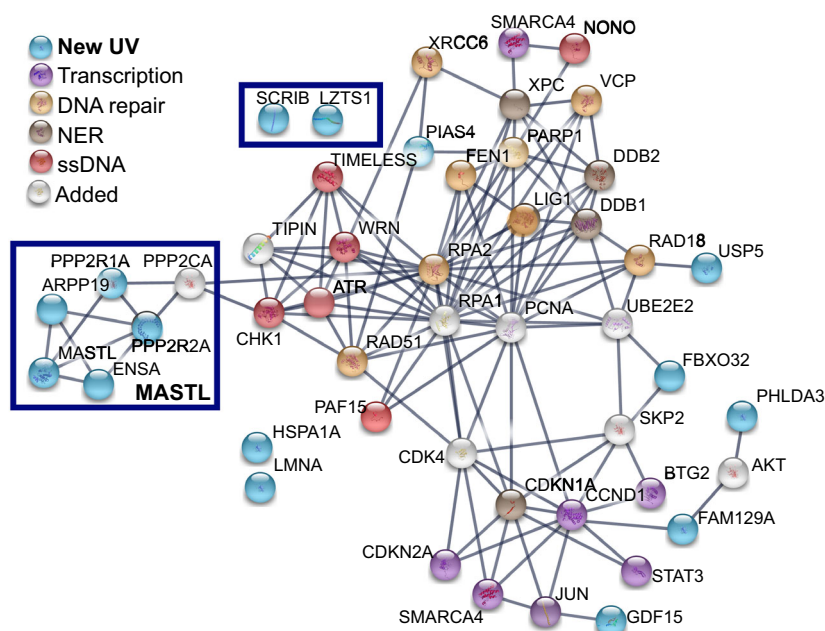 SMARCA4
NONO
XRCC6
New UV
Transcription
DNA repair
NER
ssDNA
Added
XPC
VCP
SCRIB LZTS1
PIAS4
PARP1
FEN1
DDB2
TIMELESS
LIG1
DDB1
TIPIN
WRN
RPA2
RAD18
USP5
PPP2R1A PPP2CA
ARPP19
ATR
RPA1
PCNA
UBE2E2
CHK1
PPP2R2A
MASTL
ENSA
MASTL
RAD51
FBXO32
PAF15
PHLDA3
HSPA1A
SKP2
LMNA
CDK4
AKT
CDKN1A
CCND1
BTG2
FAM129A
CDKN2A
STAT3
SMARCA4
JUN
GDF15